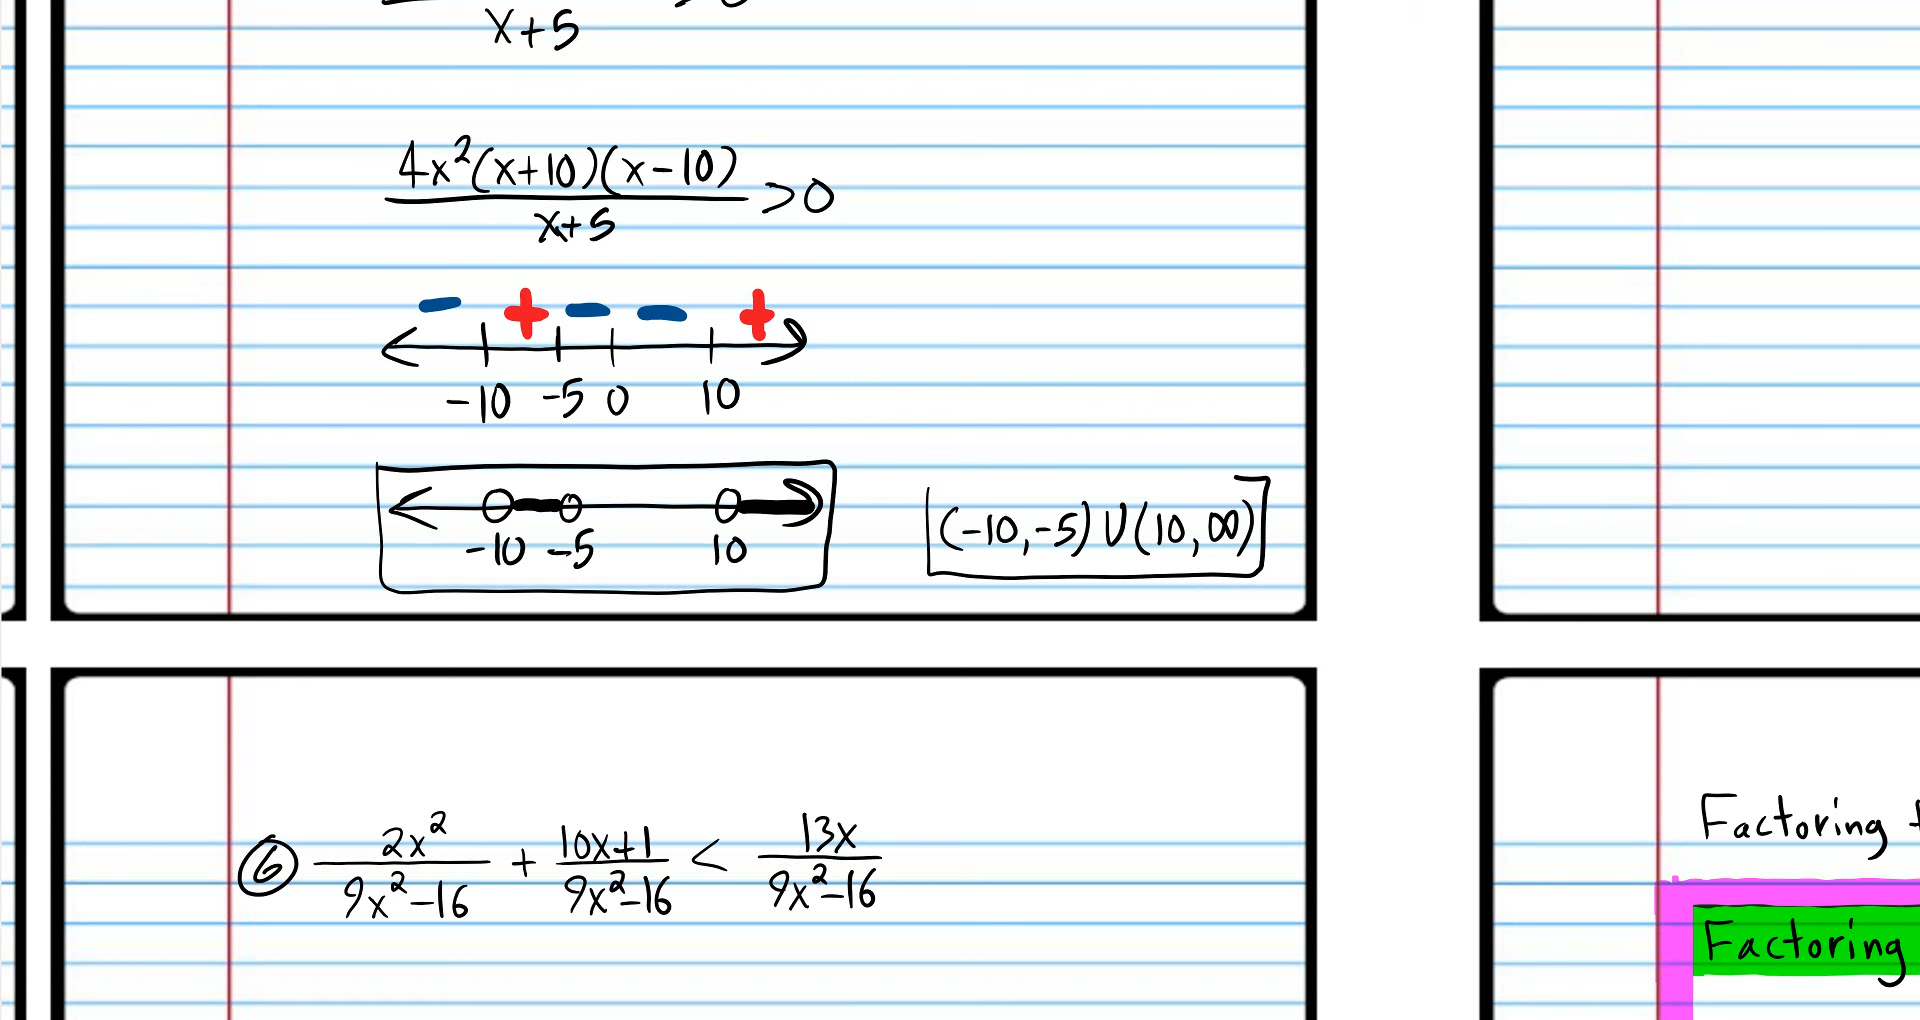 x+5
4x²(x+10)(x-10)
x+5
>0
- + - - +
-10 -5 0 10
-10 -5 10
(-10,-5)U(10,∞)
⑥ 2x²/9x²-16 + 10x+1/9x²-16 < 13x/9x²-16
Factoring
Factoring